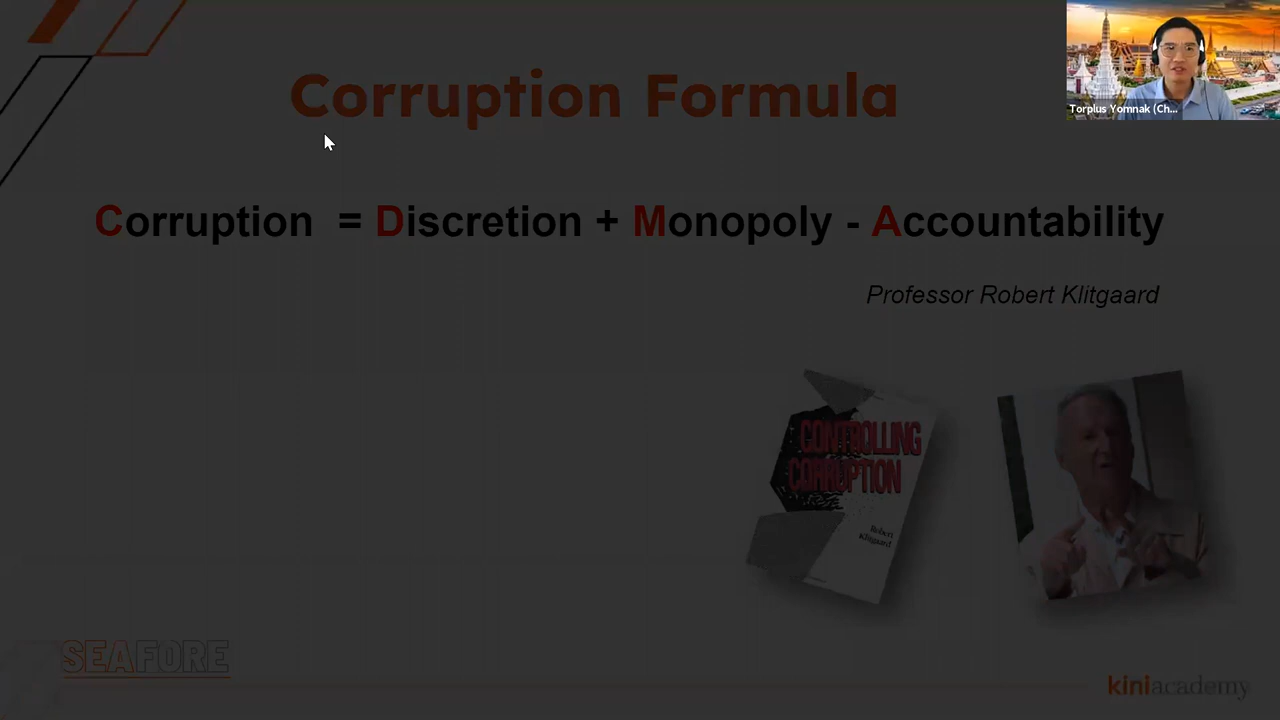 Corruption Formula
Torplus Yomnak (Ch...
Corruption = Discretion + Monopoly - Accountability
Professor Robert Klitgaard
CONTROLLING
CORRUPTION
Robert
Klitgaard
SEAFORE
kiniacademy